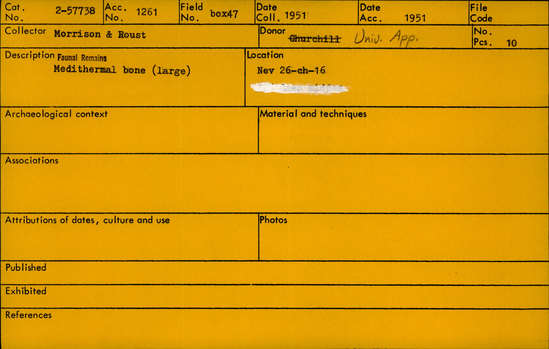 Cat. No. 2-57738 Acc. No. 1261 Field No. box47 Date Coll. 1951 Date Acc. 1951 File Code
Collector Morrison & Roust Donor Churchill Univ. App. No. Pcs. 10
Description Faunal Remains Location
Medithermal bone (large) Nev 26-ch-16
Archaeological context Material and techniques
Associations
Attributions of dates, culture and use Photos
Published
Exhibited
References